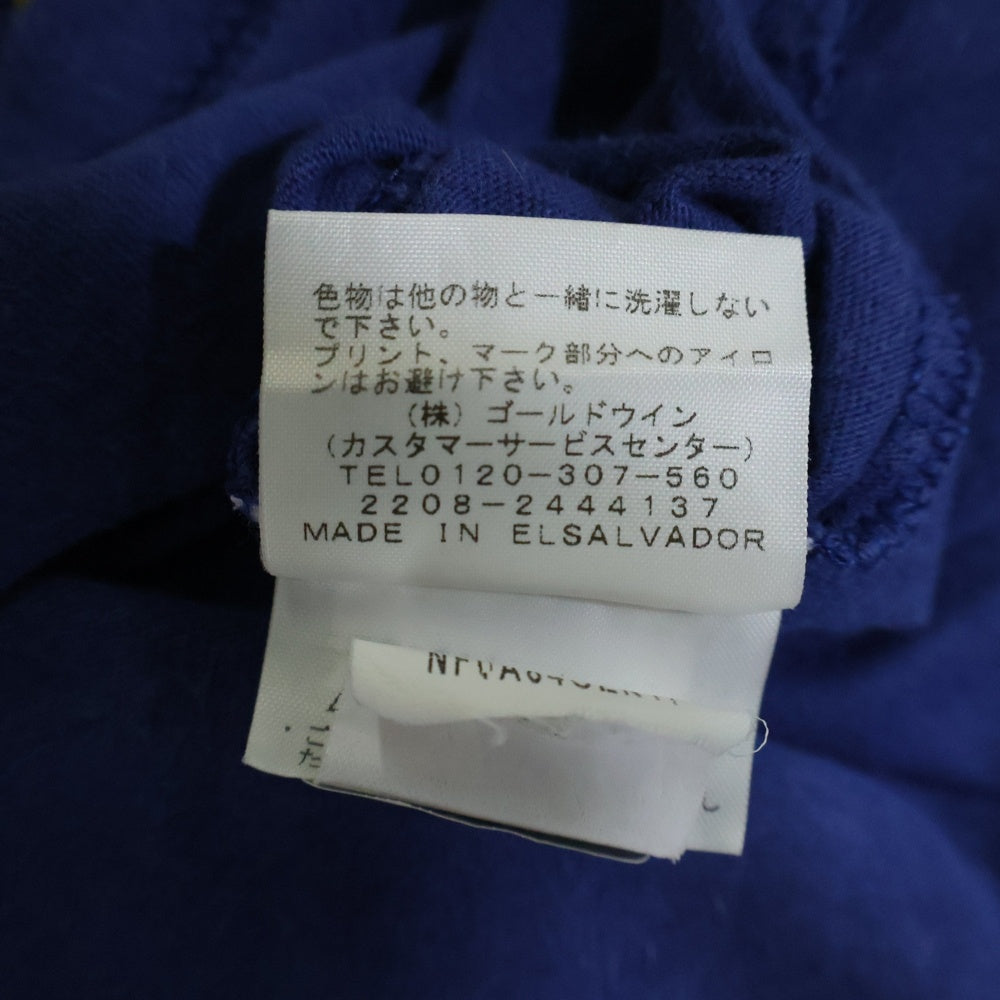 色物は他の物と一緒に洗濯しない
で下さい。
プリント、マーク部分へのアイロ
ンはお避け下さい。
(株) ゴールドウイン
(カスタマーサービスセンター)
TEL0120-307-560
2208-2444137
MADE IN ELSALVADOR